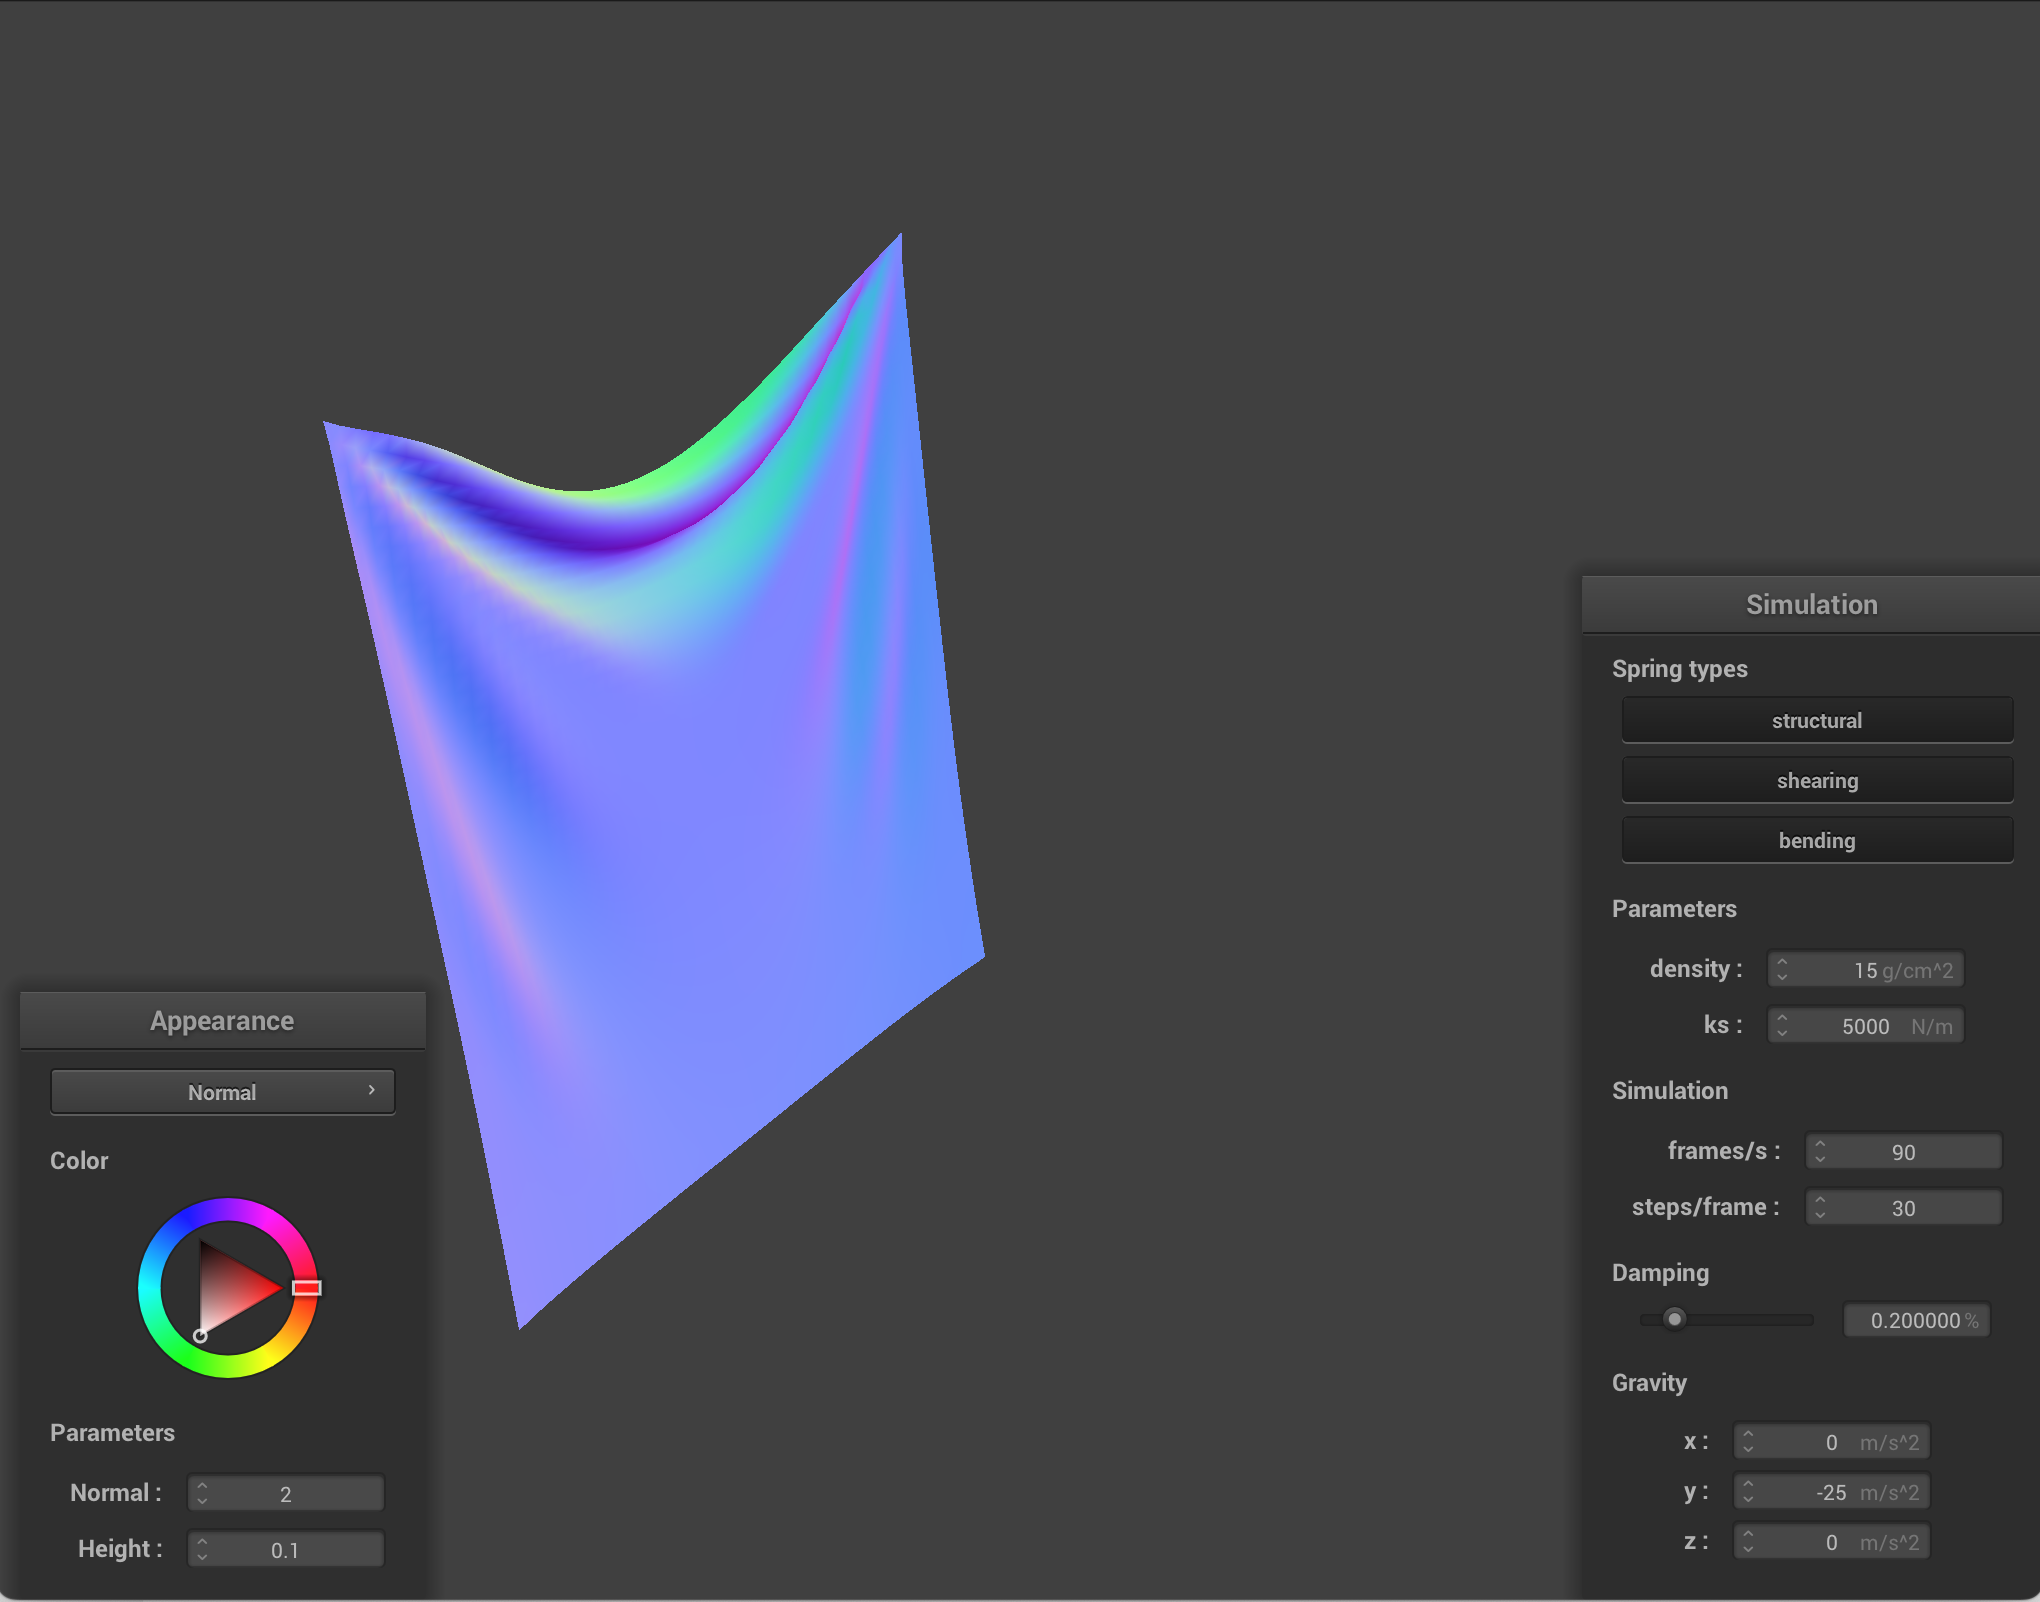 Appearance
Normal
Color
Parameters
Normal : 2
Height : 0.1
Simulation
Spring types
structural
shearing
bending
Parameters
density : 15 g/cm^2
ks : 5000 N/m
Simulation
frames/s : 90
steps/frame : 30
Damping
0.200000 %
Gravity
x : 0 m/s^2
y : -25 m/s^2
z : 0 m/s^2